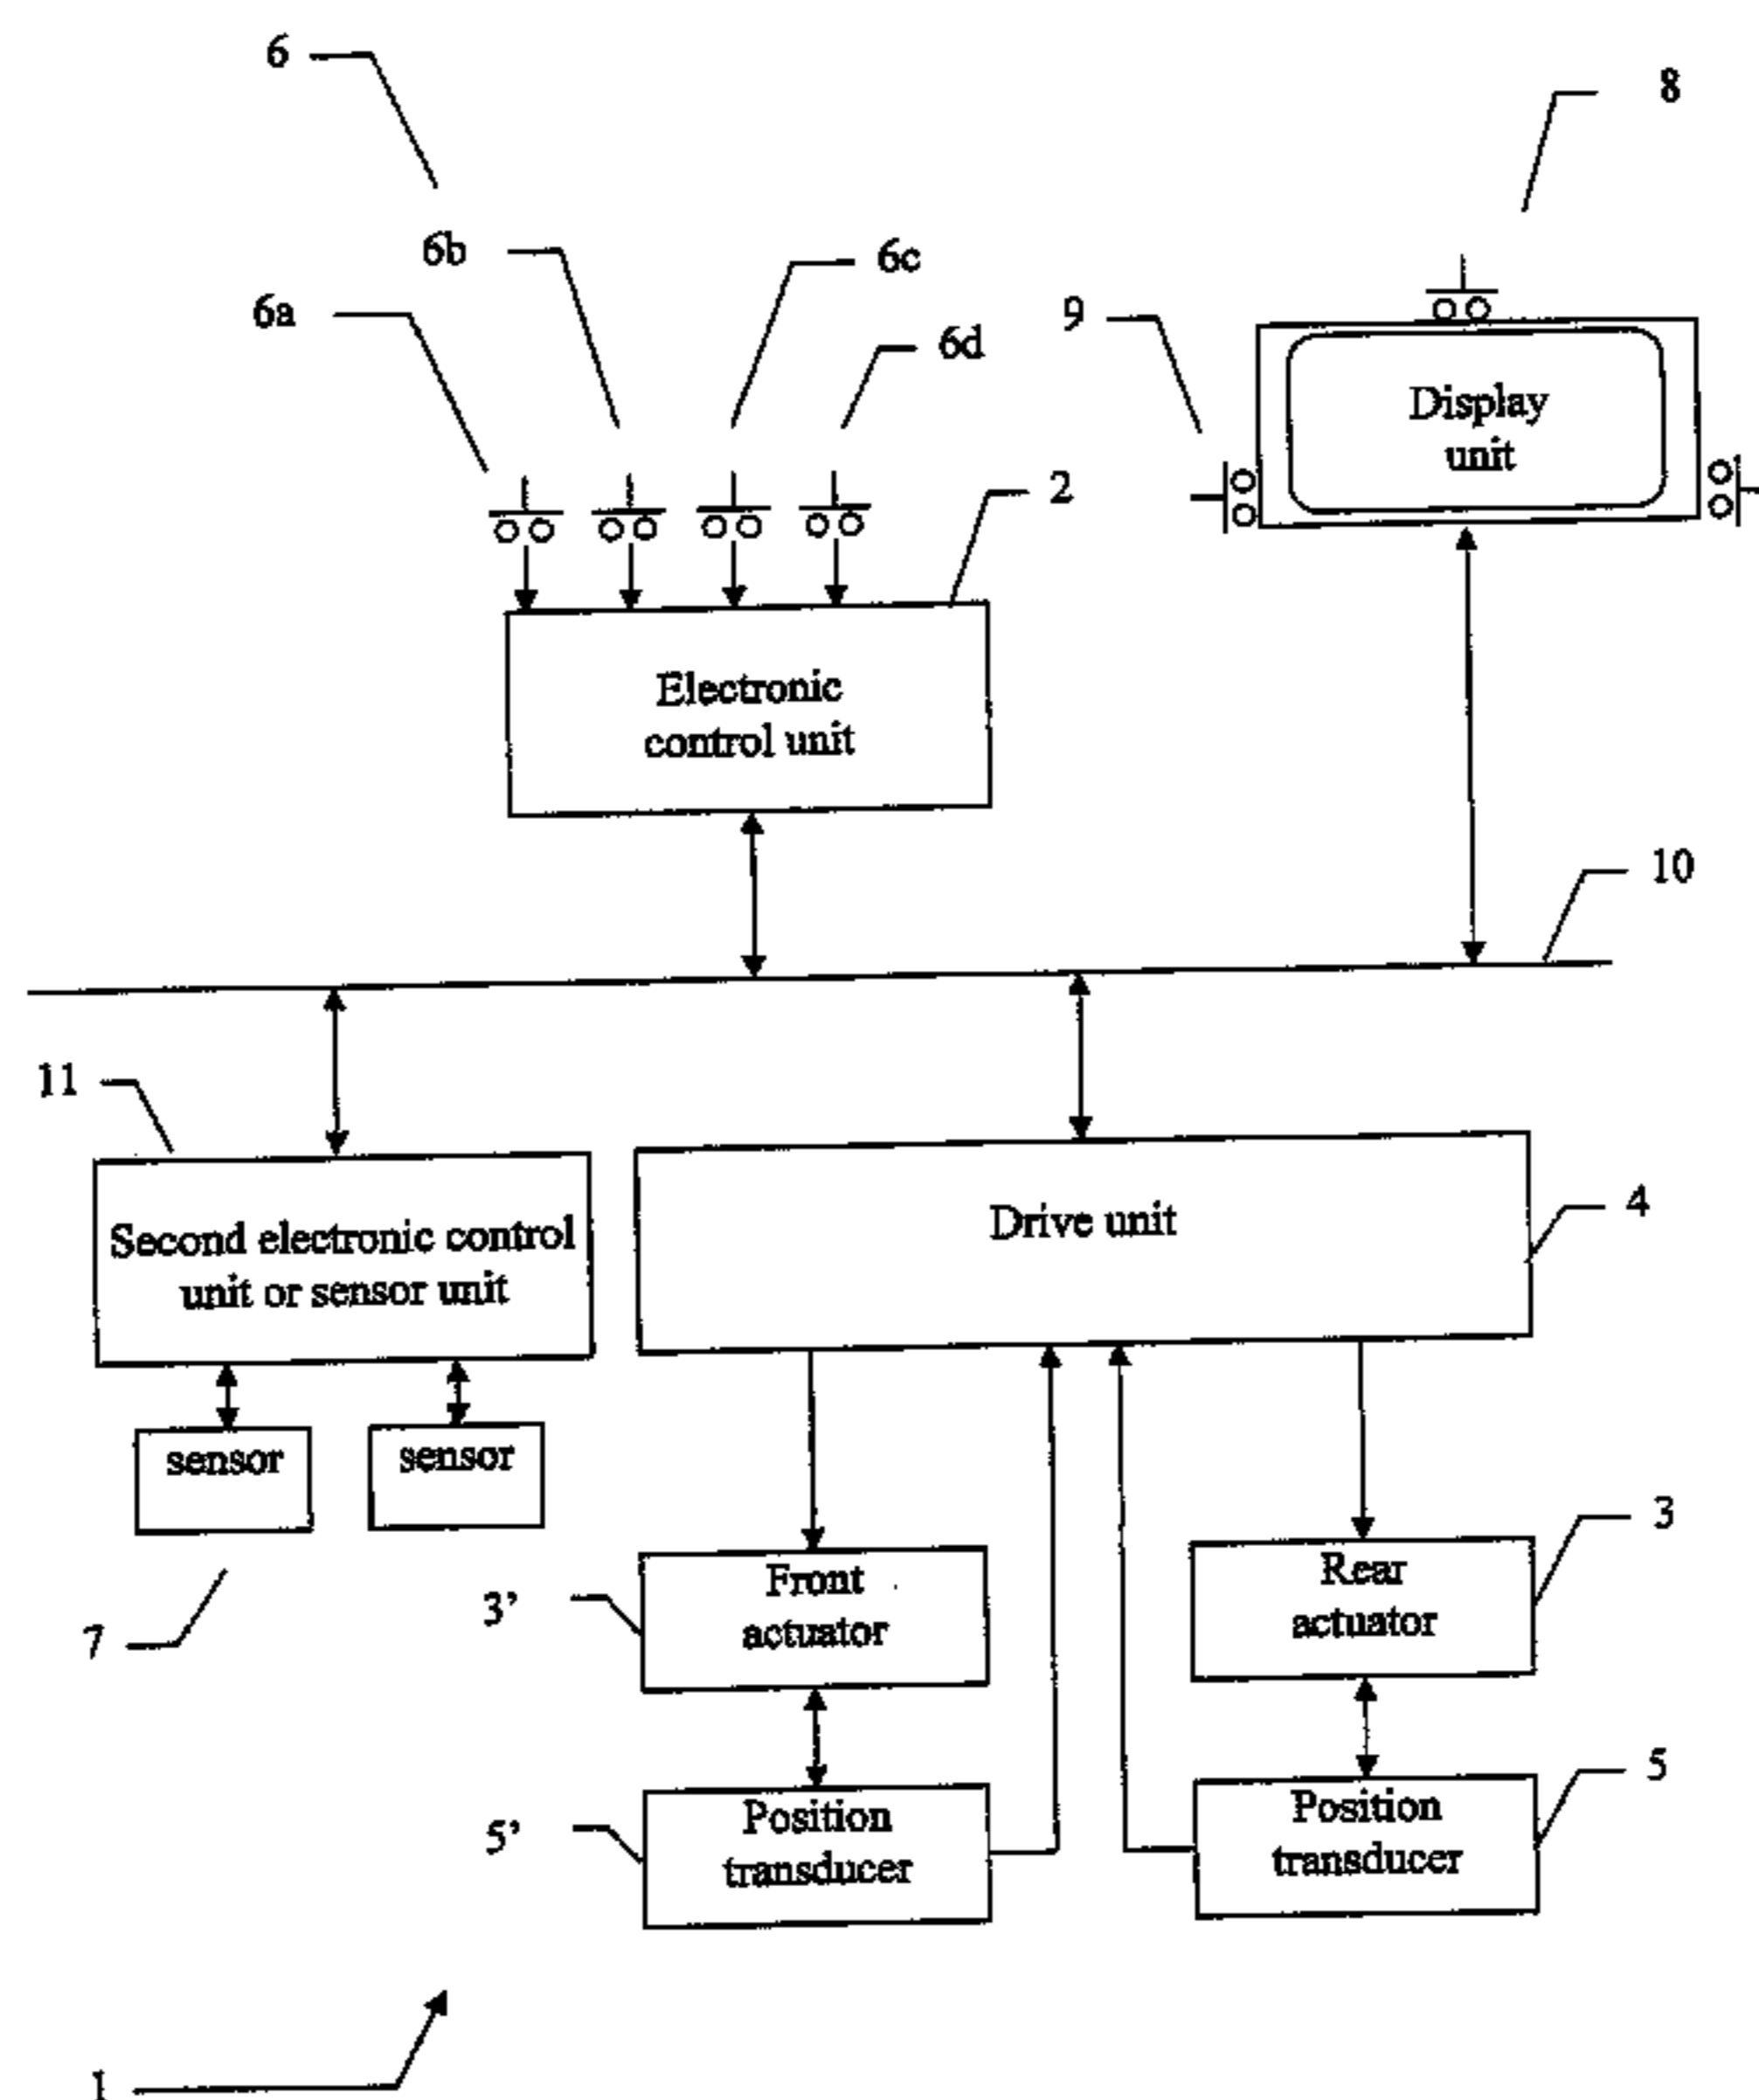 6
8
6b
6c
6a
9
6d
Display
unit
2
Electronic
control unit
10
11
Second electronic control
unit or sensor unit
Drive unit
4
sensor
sensor
3
Front
actuator
Rear
actuator
3’
7
5
Position
transducer
Position
transducer
5’
1